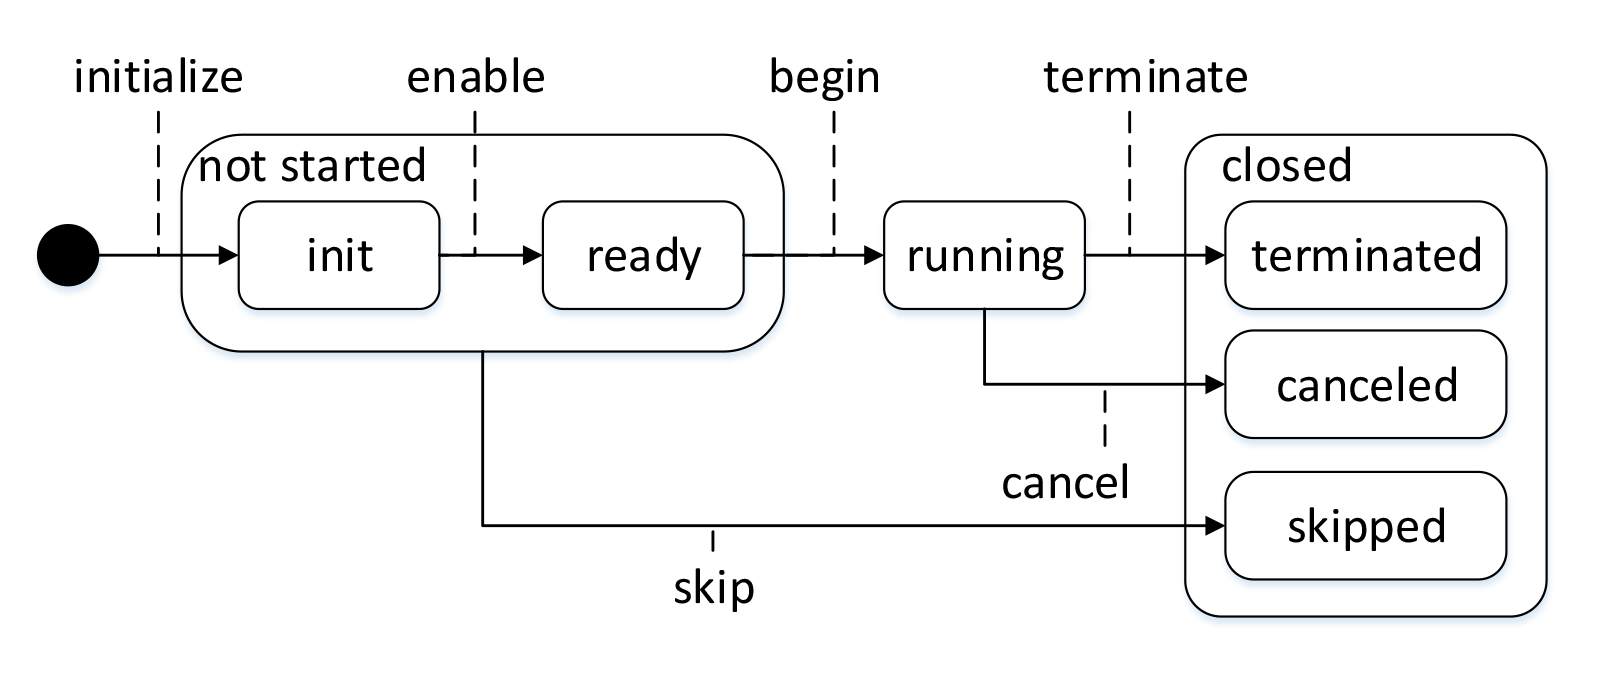 initialize
enable
begin
terminate
not started
closed
init
ready
running
terminated
canceled
cancel
skipped
skip